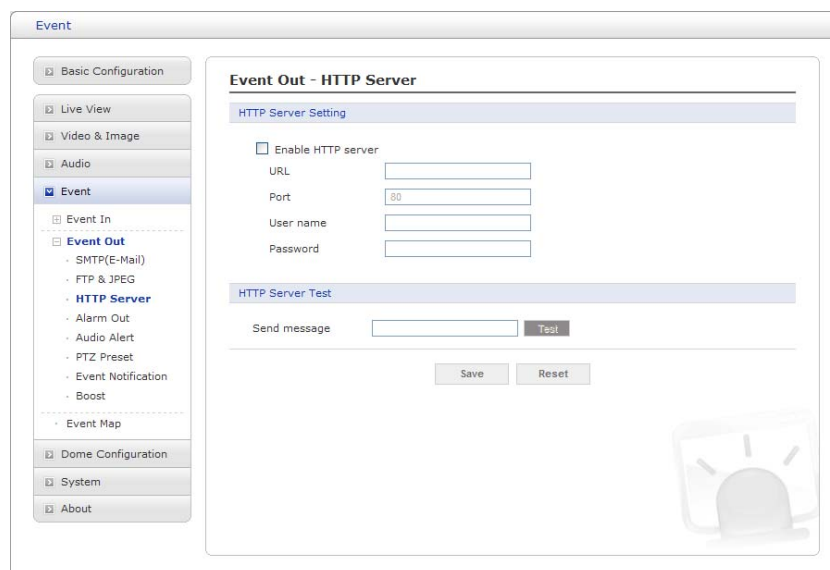 Event
Basic Configuration
Live View
Video & Image
Audio
Event
Event In
Event Out
SMTP(E-Mail)
FTP & JPEG
HTTP Server
Alarm Out
Audio Alert
PTZ Preset
Event Notification
Boost
Event Map
Dome Configuration
System
About
Event Out - HTTP Server
HTTP Server Setting
Enable HTTP server
URL
Port 80
User name
Password
HTTP Server Test
Send message Test
Save Reset